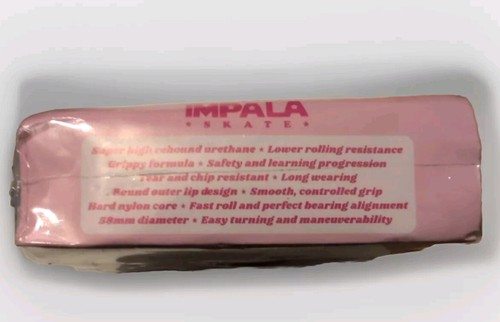 IMPALA
• SKATE •
Super high rebound urethane • Lower rolling resistance
Grippy formula • Safety and learning progression
Tear and chip resistant • Long wearing
Round outer lip design • Smooth, controlled grip
Hard nylon core • Fast roll and perfect bearing alignment
58mm diameter • Easy turning and maneuverability